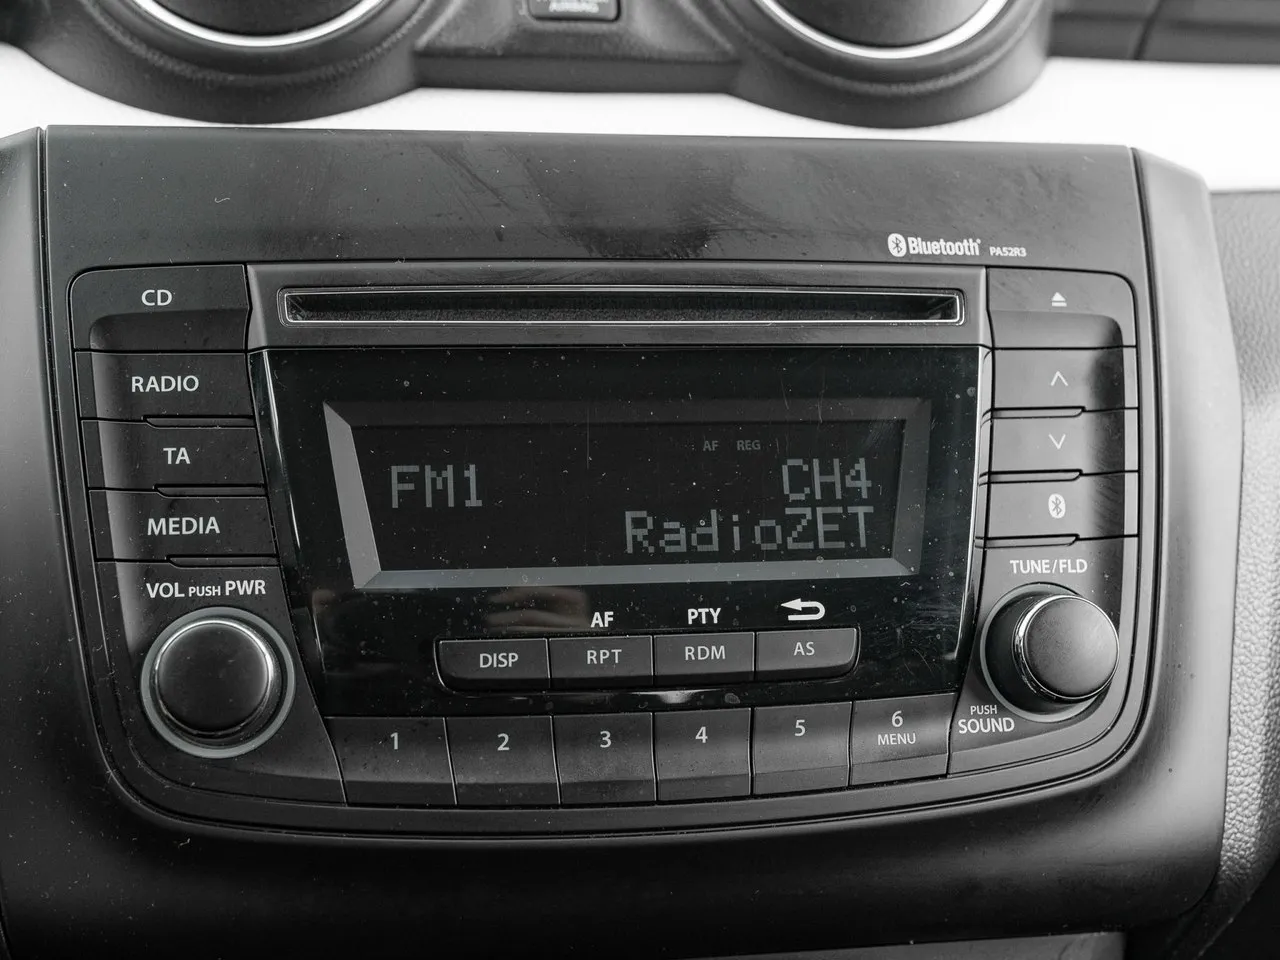 AIRBAG
Bluetooth® PA52R3
CD
RADIO
TA
MEDIA
VOL PUSH PWR
AF REG
FM1 CH4
RadioZET
AF PTY
DISP RPT RDM AS
1 2 3 4 5 6
MENU
TUNE/FLD
PUSH
SOUND